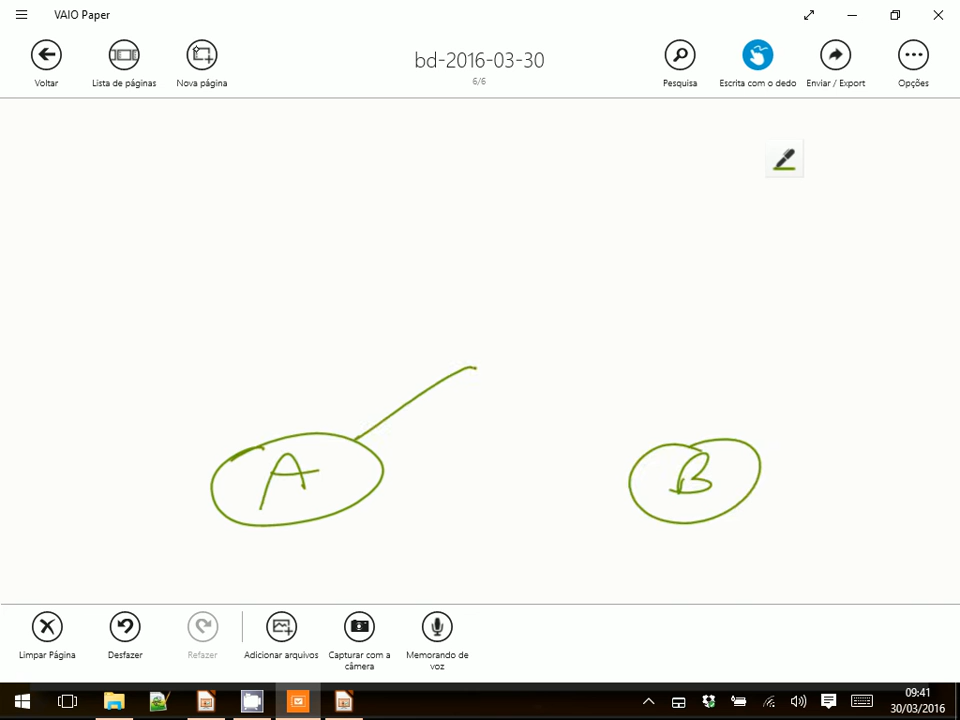 VAIO Paper
Voltar
Lista de páginas
Nova página
bd-2016-03-30
6/6
Pesquisa
Escrita com o dedo
Enviar / Export
Opções
A
B
Limpar Página
Desfazer
Refazer
Adicionar arquivos
Capturar com a
câmera
Memorando de
voz
09:41
30/03/2016